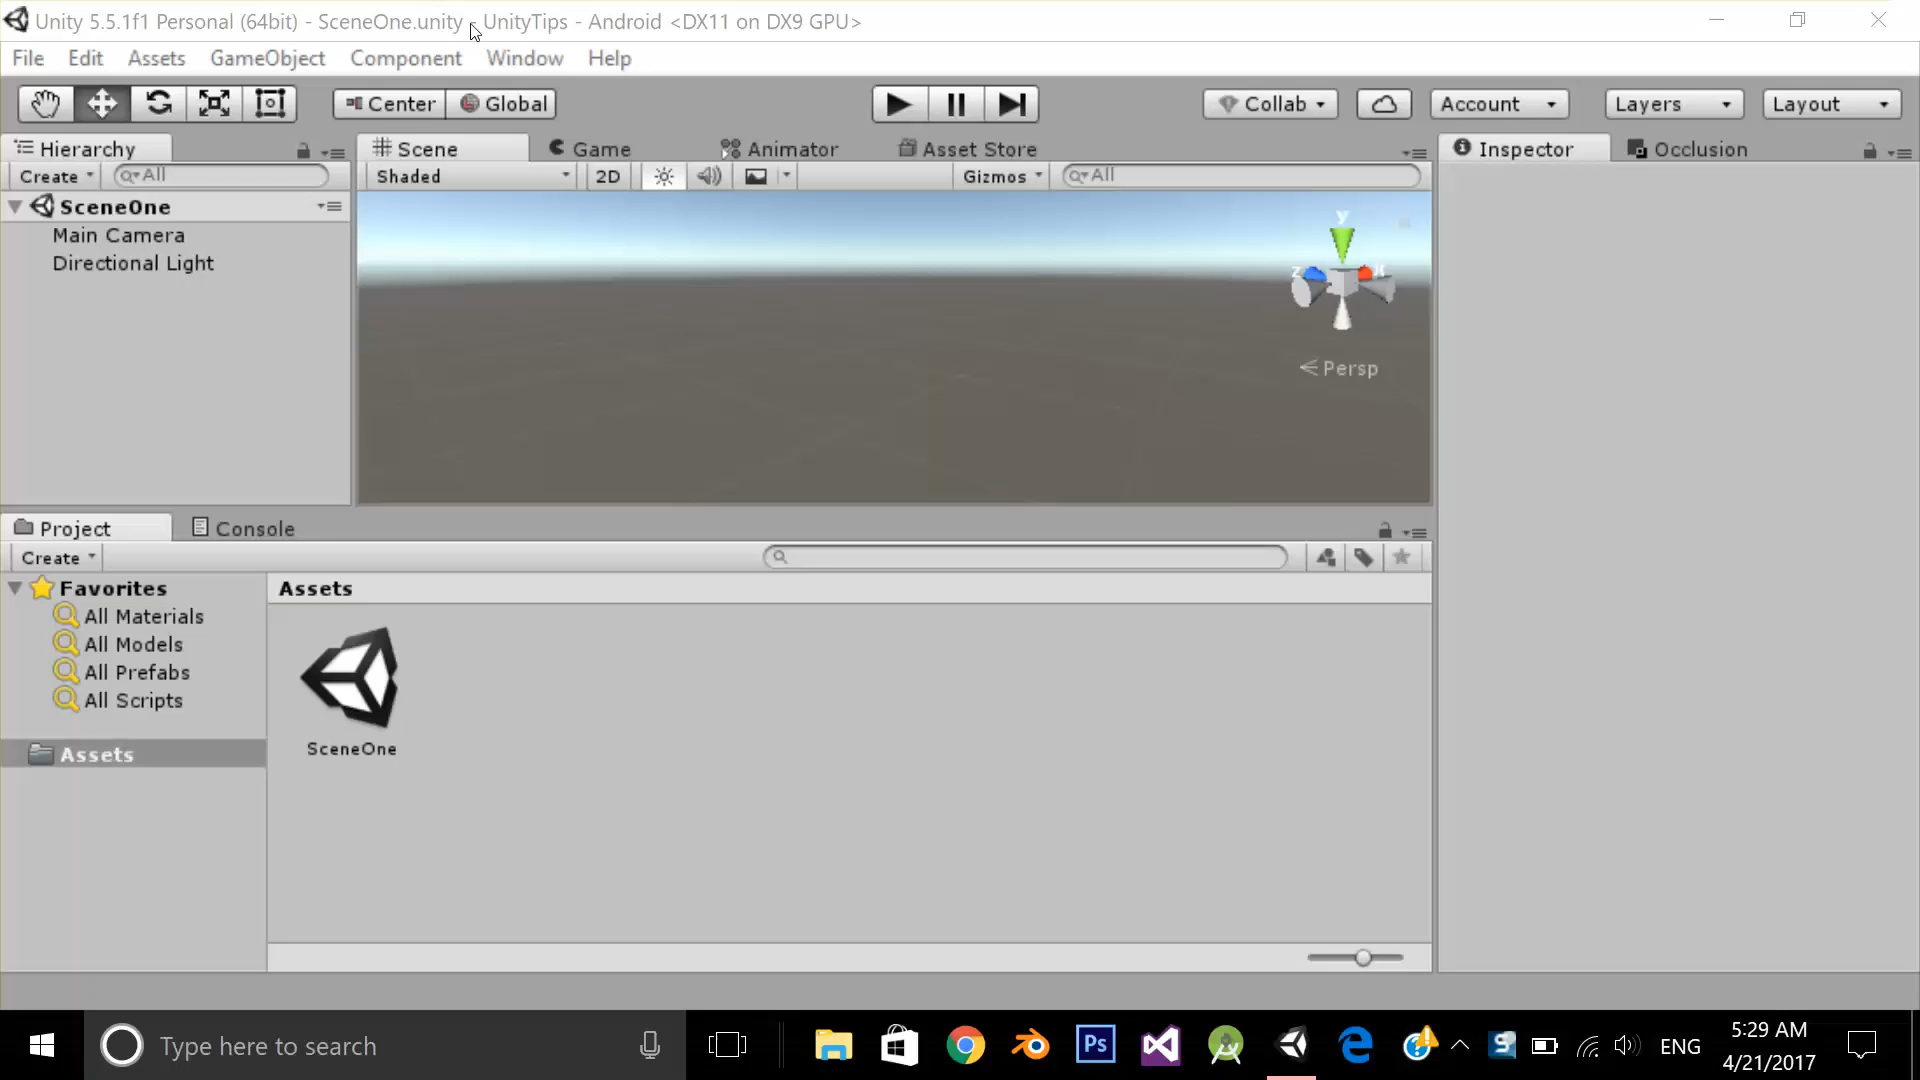 Unity 5.5.1f1 Personal (64bit) - SceneOne.unity - UnityTips - Android <DX11 on DX9 GPU>
File Edit Assets GameObject Component Window Help
Center Global Collab Account Layers Layout
Hierarchy Scene Game Animator Asset Store Inspector Occlusion
Create All Shaded 2D Gizmos All
SceneOne
Main Camera
Directional Light
y
z x
Persp
Project Console
Create
Favorites Assets
All Materials
All Models
All Prefabs
All Scripts
SceneOne
Assets
Type here to search
Ps
ENG
5:29 AM
4/21/2017